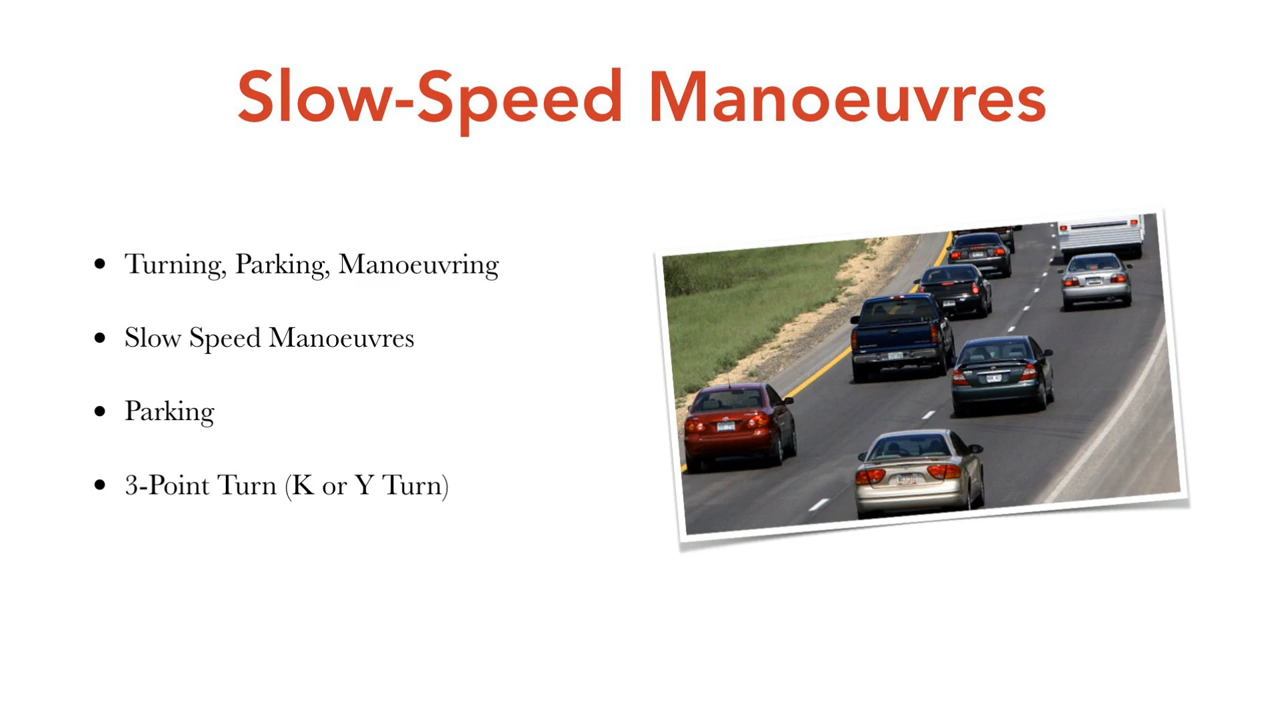 Slow-Speed Manoeuvres
• Turning, Parking, Manoeuvring
• Slow Speed Manoeuvres
• Parking
• 3-Point Turn (K or Y Turn)